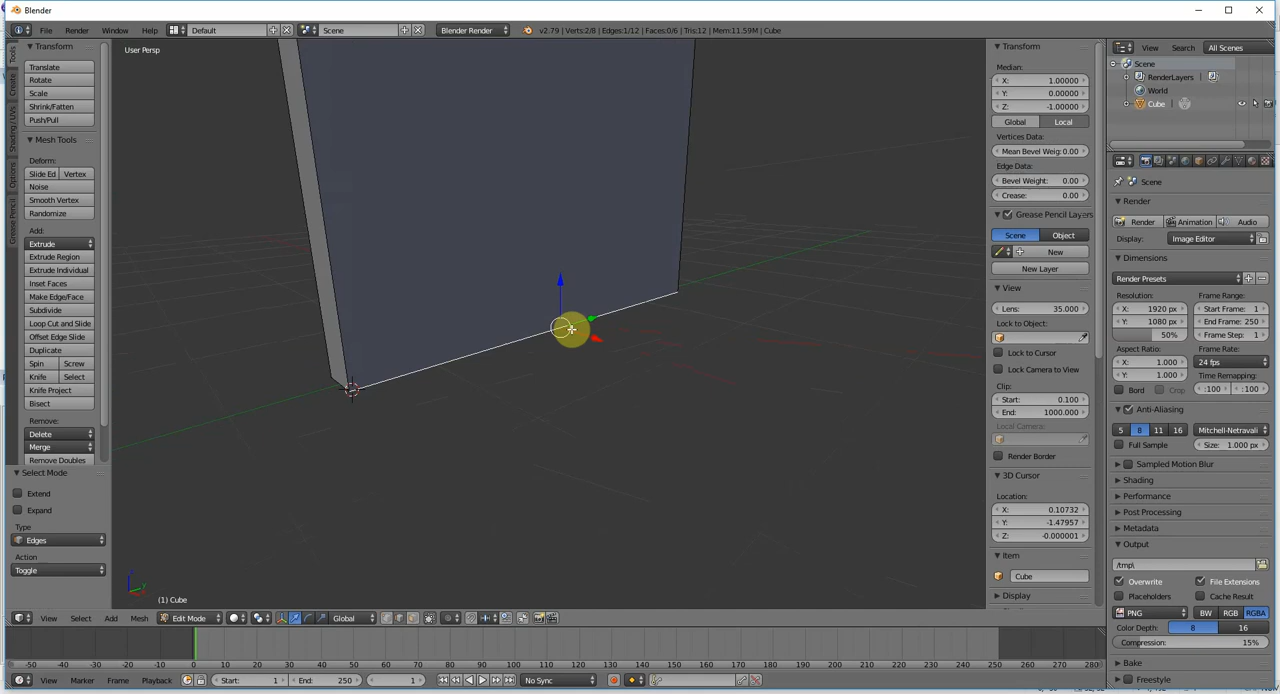 Blender
File Render Window Help Default Scene Blender Render v2.79 | Verts:2/8 | Edges:1/12 | Faces:0/6 | Tris:12 | Mem:11.59M | Cube
View Search All Scenes
Scene
RenderLayers
World
Cube
Tools
Create
Shading / UVs
Options
Grease Pencil
Transform
Translate
Rotate
Scale
Shrink/Fatten
Push/Pull
Mesh Tools
Deform:
Slide Ed Vertex
Noise
Smooth Vertex
Randomize
Add:
Extrude
Extrude Region
Extrude Individual
Inset Faces
Make Edge/Face
Subdivide
Loop Cut and Slide
Offset Edge Slide
Duplicate
Spin Screw
Knife Select
Knife Project
Bisect
Remove:
Delete
Merge
Remove Doubles
Select Mode
Extend
Expand
Type
Edges
Action
Toggle
User Persp
(1) Cube
Transform
Median:
X: 1.00000
Y: 0.00000
Z: -1.00000
Global Local
Vertices Data:
Mean Bevel Weig: 0.00
Edge Data:
Bevel Weight: 0.00
Crease: 0.00
Grease Pencil Layers
Scene Object
New
New Layer
View
Lens: 35.000
Lock to Object:
Lock to Cursor
Lock Camera to View
Clip:
Start: 0.100
End: 1000.000
Local Camera:
Render Border
3D Cursor
Location:
X: 0.10732
Y: -1.47957
Z: -0.000001
Item
Cube
Display
Scene
Render
Render Animation Audio
Display: Image Editor
Dimensions
Render Presets
Resolution: Frame Range:
X: 1920 px Start Frame: 1
Y: 1080 px End Frame: 250
50% Frame Step: 1
Aspect Ratio: Frame Rate:
X: 1.000 24 fps
Y: 1.000 Time Remapping:
Bord Crop :100 :100
Anti-Aliasing
5 8 11 16 Mitchell-Netravali
Full Sample Size: 1.000 px
Sampled Motion Blur
Shading
Performance
Post Processing
Metadata
Output
/tmp\
Overwrite File Extensions
Placeholders Cache Result
PNG BW RGB RGBA
Color Depth: 8 16
Compression: 15%
Bake
Freestyle
View Select Add Mesh Edit Mode Global
-50 -40 -30 -20 -10 0 10 20 30 40 50 60 70 80 90 100 110 120 130 140 150 160 170 180 190 200 210 220 230 240 250 260 270 280
View Marker Frame Playback Start: 1 End: 250 1 No Sync